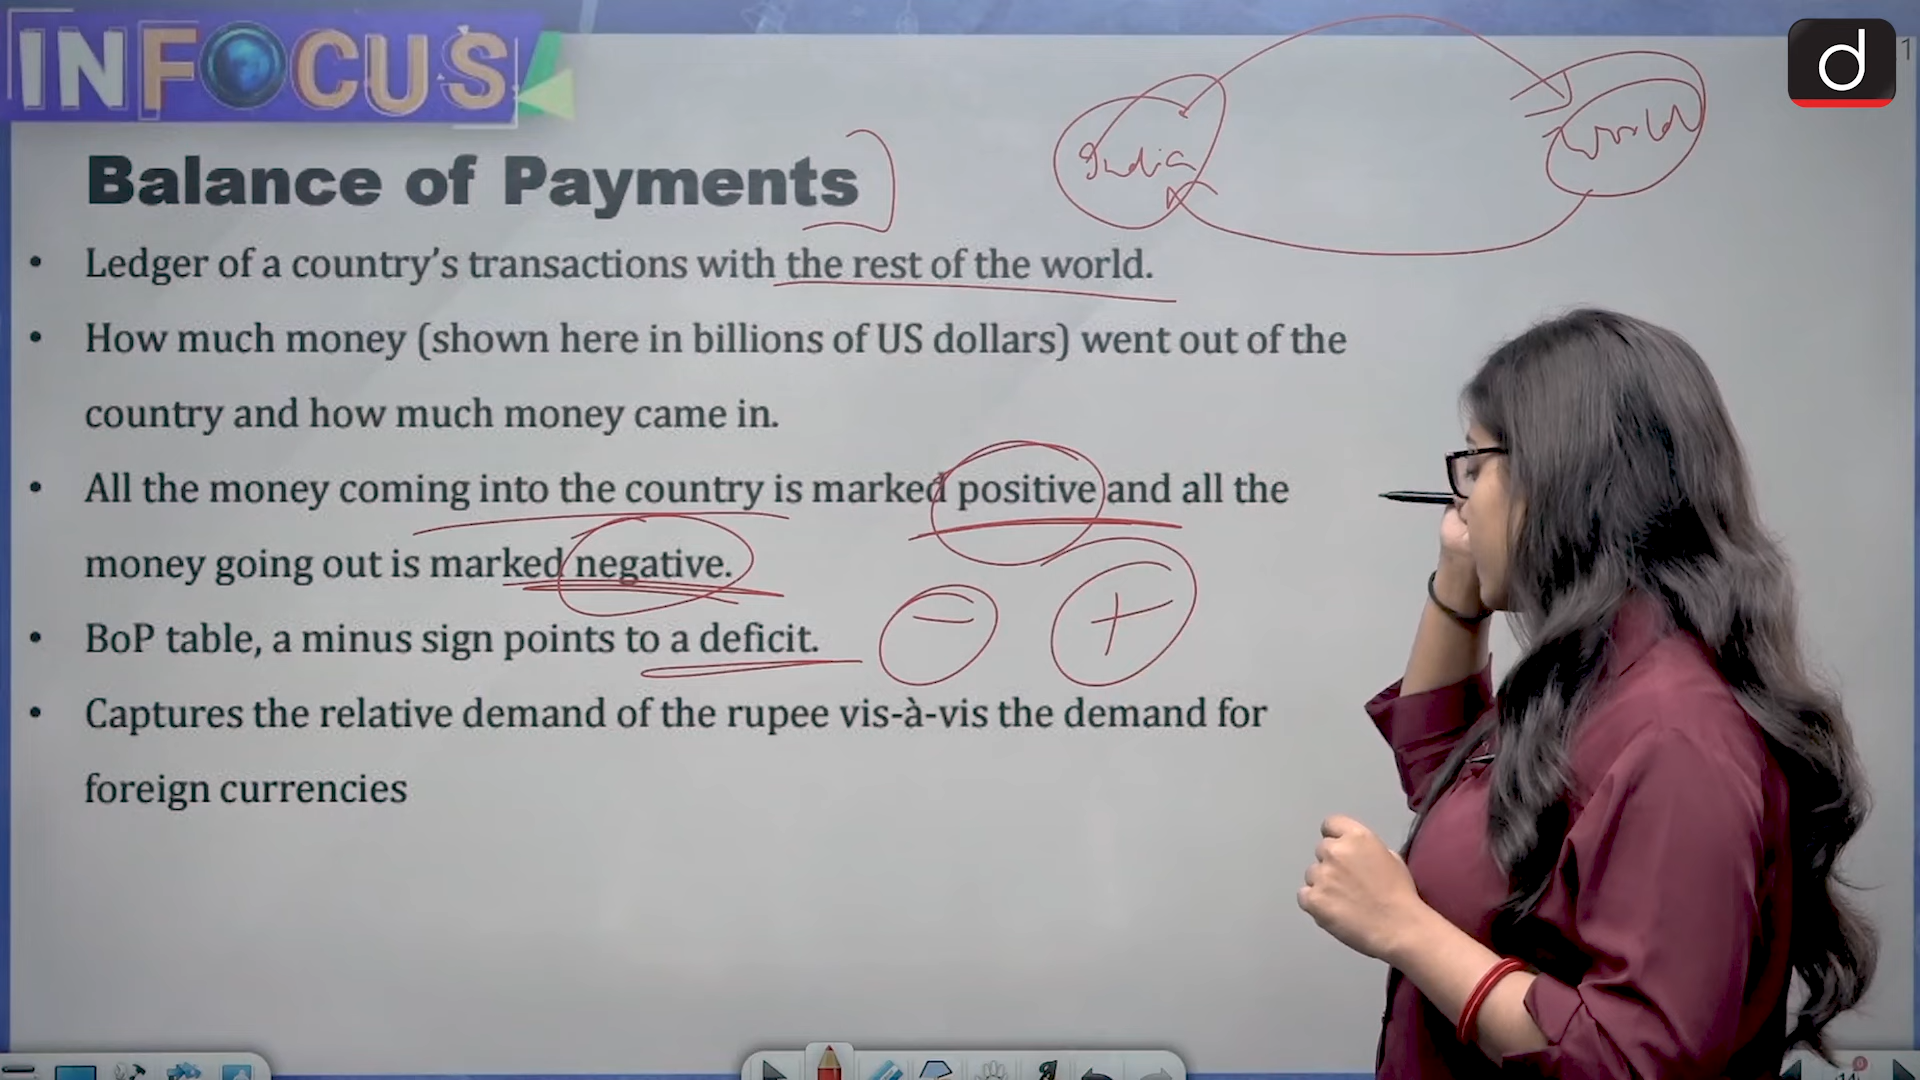 INFOCUS
d
1
India
World
Balance of Payments
• Ledger of a country’s transactions with the rest of the world.
• How much money (shown here in billions of US dollars) went out of the
country and how much money came in.
• All the money coming into the country is marked positive and all the
money going out is marked negative.
− +
• BoP table, a minus sign points to a deficit.
• Captures the relative demand of the rupee vis-à-vis the demand for
foreign currencies